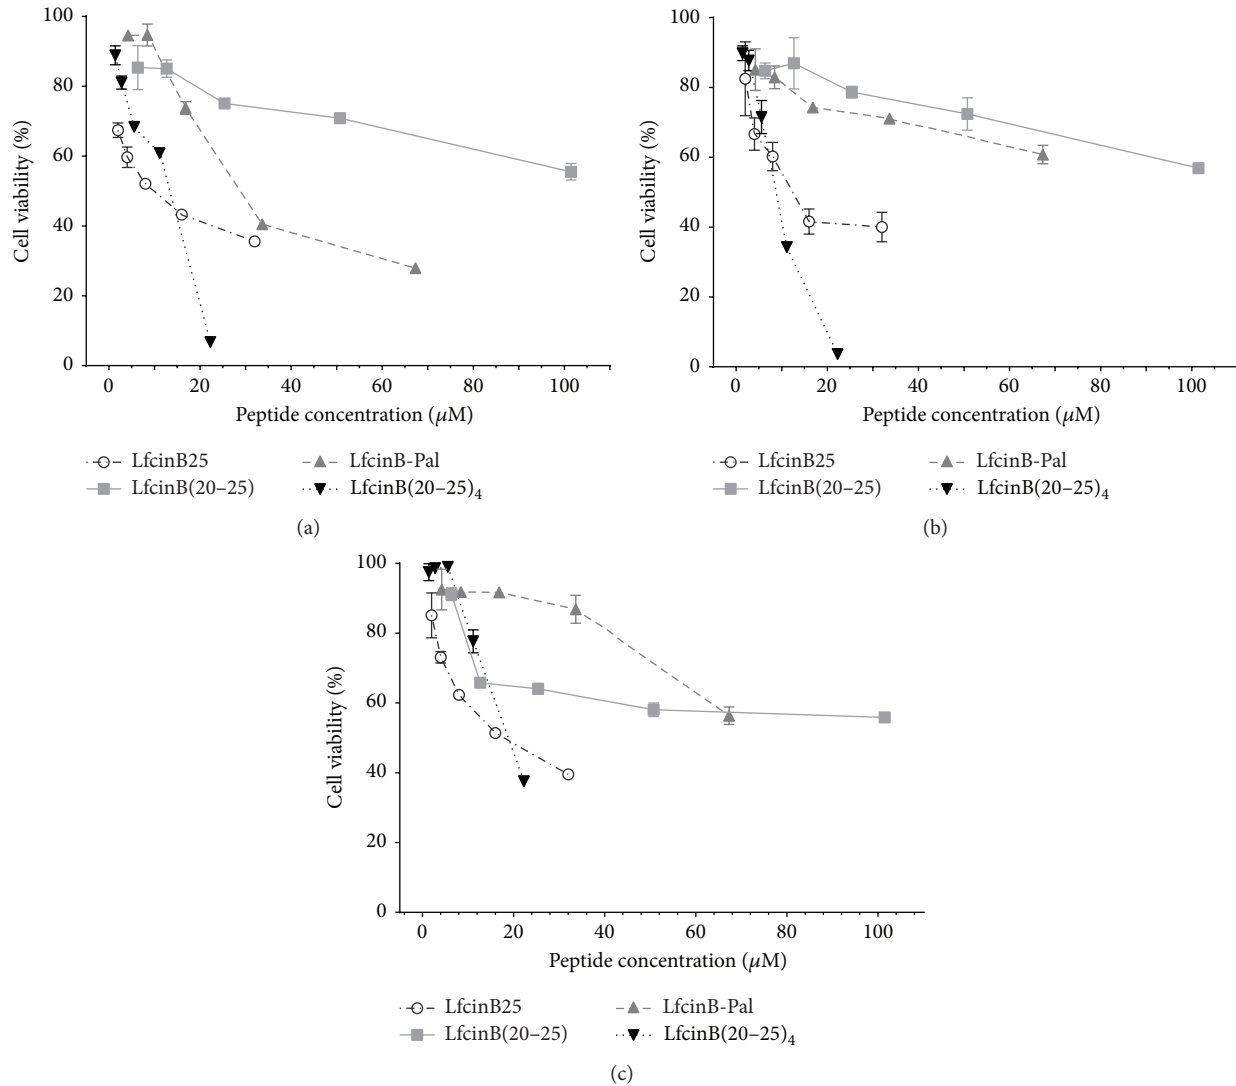 100
80
60
40
20
0
Cell viability (%)
0 20 40 60 80 100
Peptide concentration (μM)
LfcinB25 LfcinB-Pal
LfcinB(20–25) LfcinB(20–25)₄
(a)
100
80
60
40
20
0
Cell viability (%)
0 20 40 60 80 100
Peptide concentration (μM)
LfcinB25 LfcinB-Pal
LfcinB(20–25) LfcinB(20–25)₄
(b)
100
80
60
40
20
0
Cell viability (%)
0 20 40 60 80 100
Peptide concentration (μM)
LfcinB25 LfcinB-Pal
LfcinB(20–25) LfcinB(20–25)₄
(c)